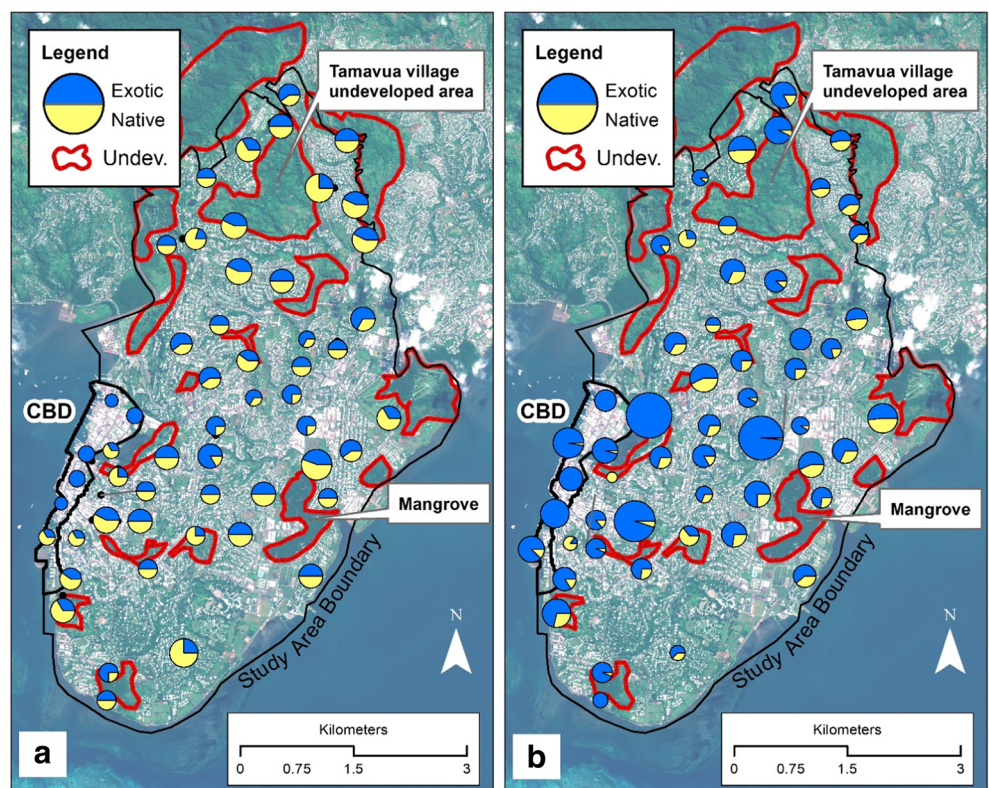 Legend
Exotic
Native
Undev.
Tamavua village
undeveloped area
CBD
Mangrove
Study Area Boundary
N
Kilometers
0 0.75 1.5 3
a
Legend
Exotic
Native
Undev.
Tamavua village
undeveloped area
CBD
Mangrove
Study Area Boundary
N
Kilometers
0 0.75 1.5 3
b